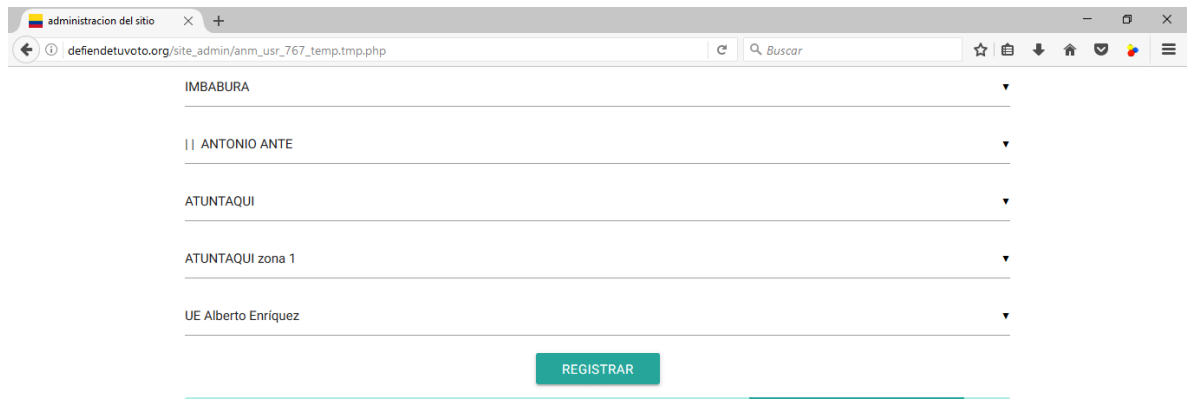 administracion del sitio
defiendetuvoto.org/site_admin/anm_usr_767_temp.tmp.php
Buscar
IMBABURA
|| ANTONIO ANTE
ATUNTAQUI
ATUNTAQUI zona 1
UE Alberto Enríquez
REGISTRAR